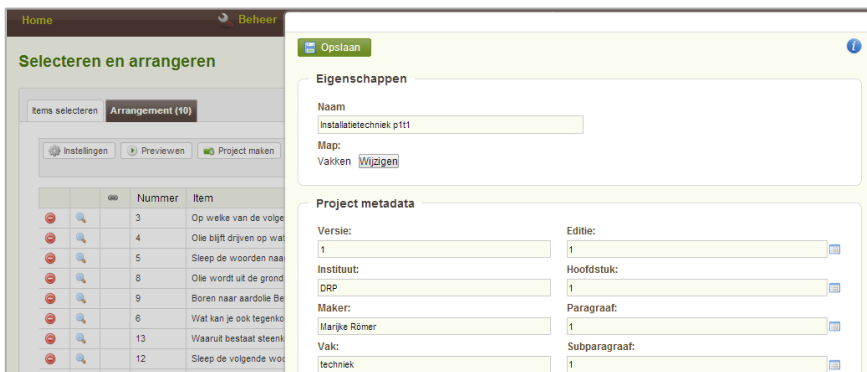 Home
Beheer
Selecteren en arrangeren
Items selecteren
Arrangement (10)
Instellingen
Previewen
Project maken
Nummer
Item
3
Op welke van de volge
4
Olie blijft drijven op wat
5
Sleep de woorden naa
8
Olie wordt uit de grond
9
Boren naar aardolie Be
6
Wat kan je ook tegenko
13
Waaruit bestaat steenk
12
Sleep de volgende woo
Opslaan
Eigenschappen
Naam
Installatietechniek p1t1
Map:
Vakken Wijzigen
Project metadata
Versie:
1
Editie:
1
Instituut:
DRP
Hoofdstuk:
1
Maker:
Marijke Römer
Paragraaf:
1
Vak:
techniek
Subparagraaf:
1